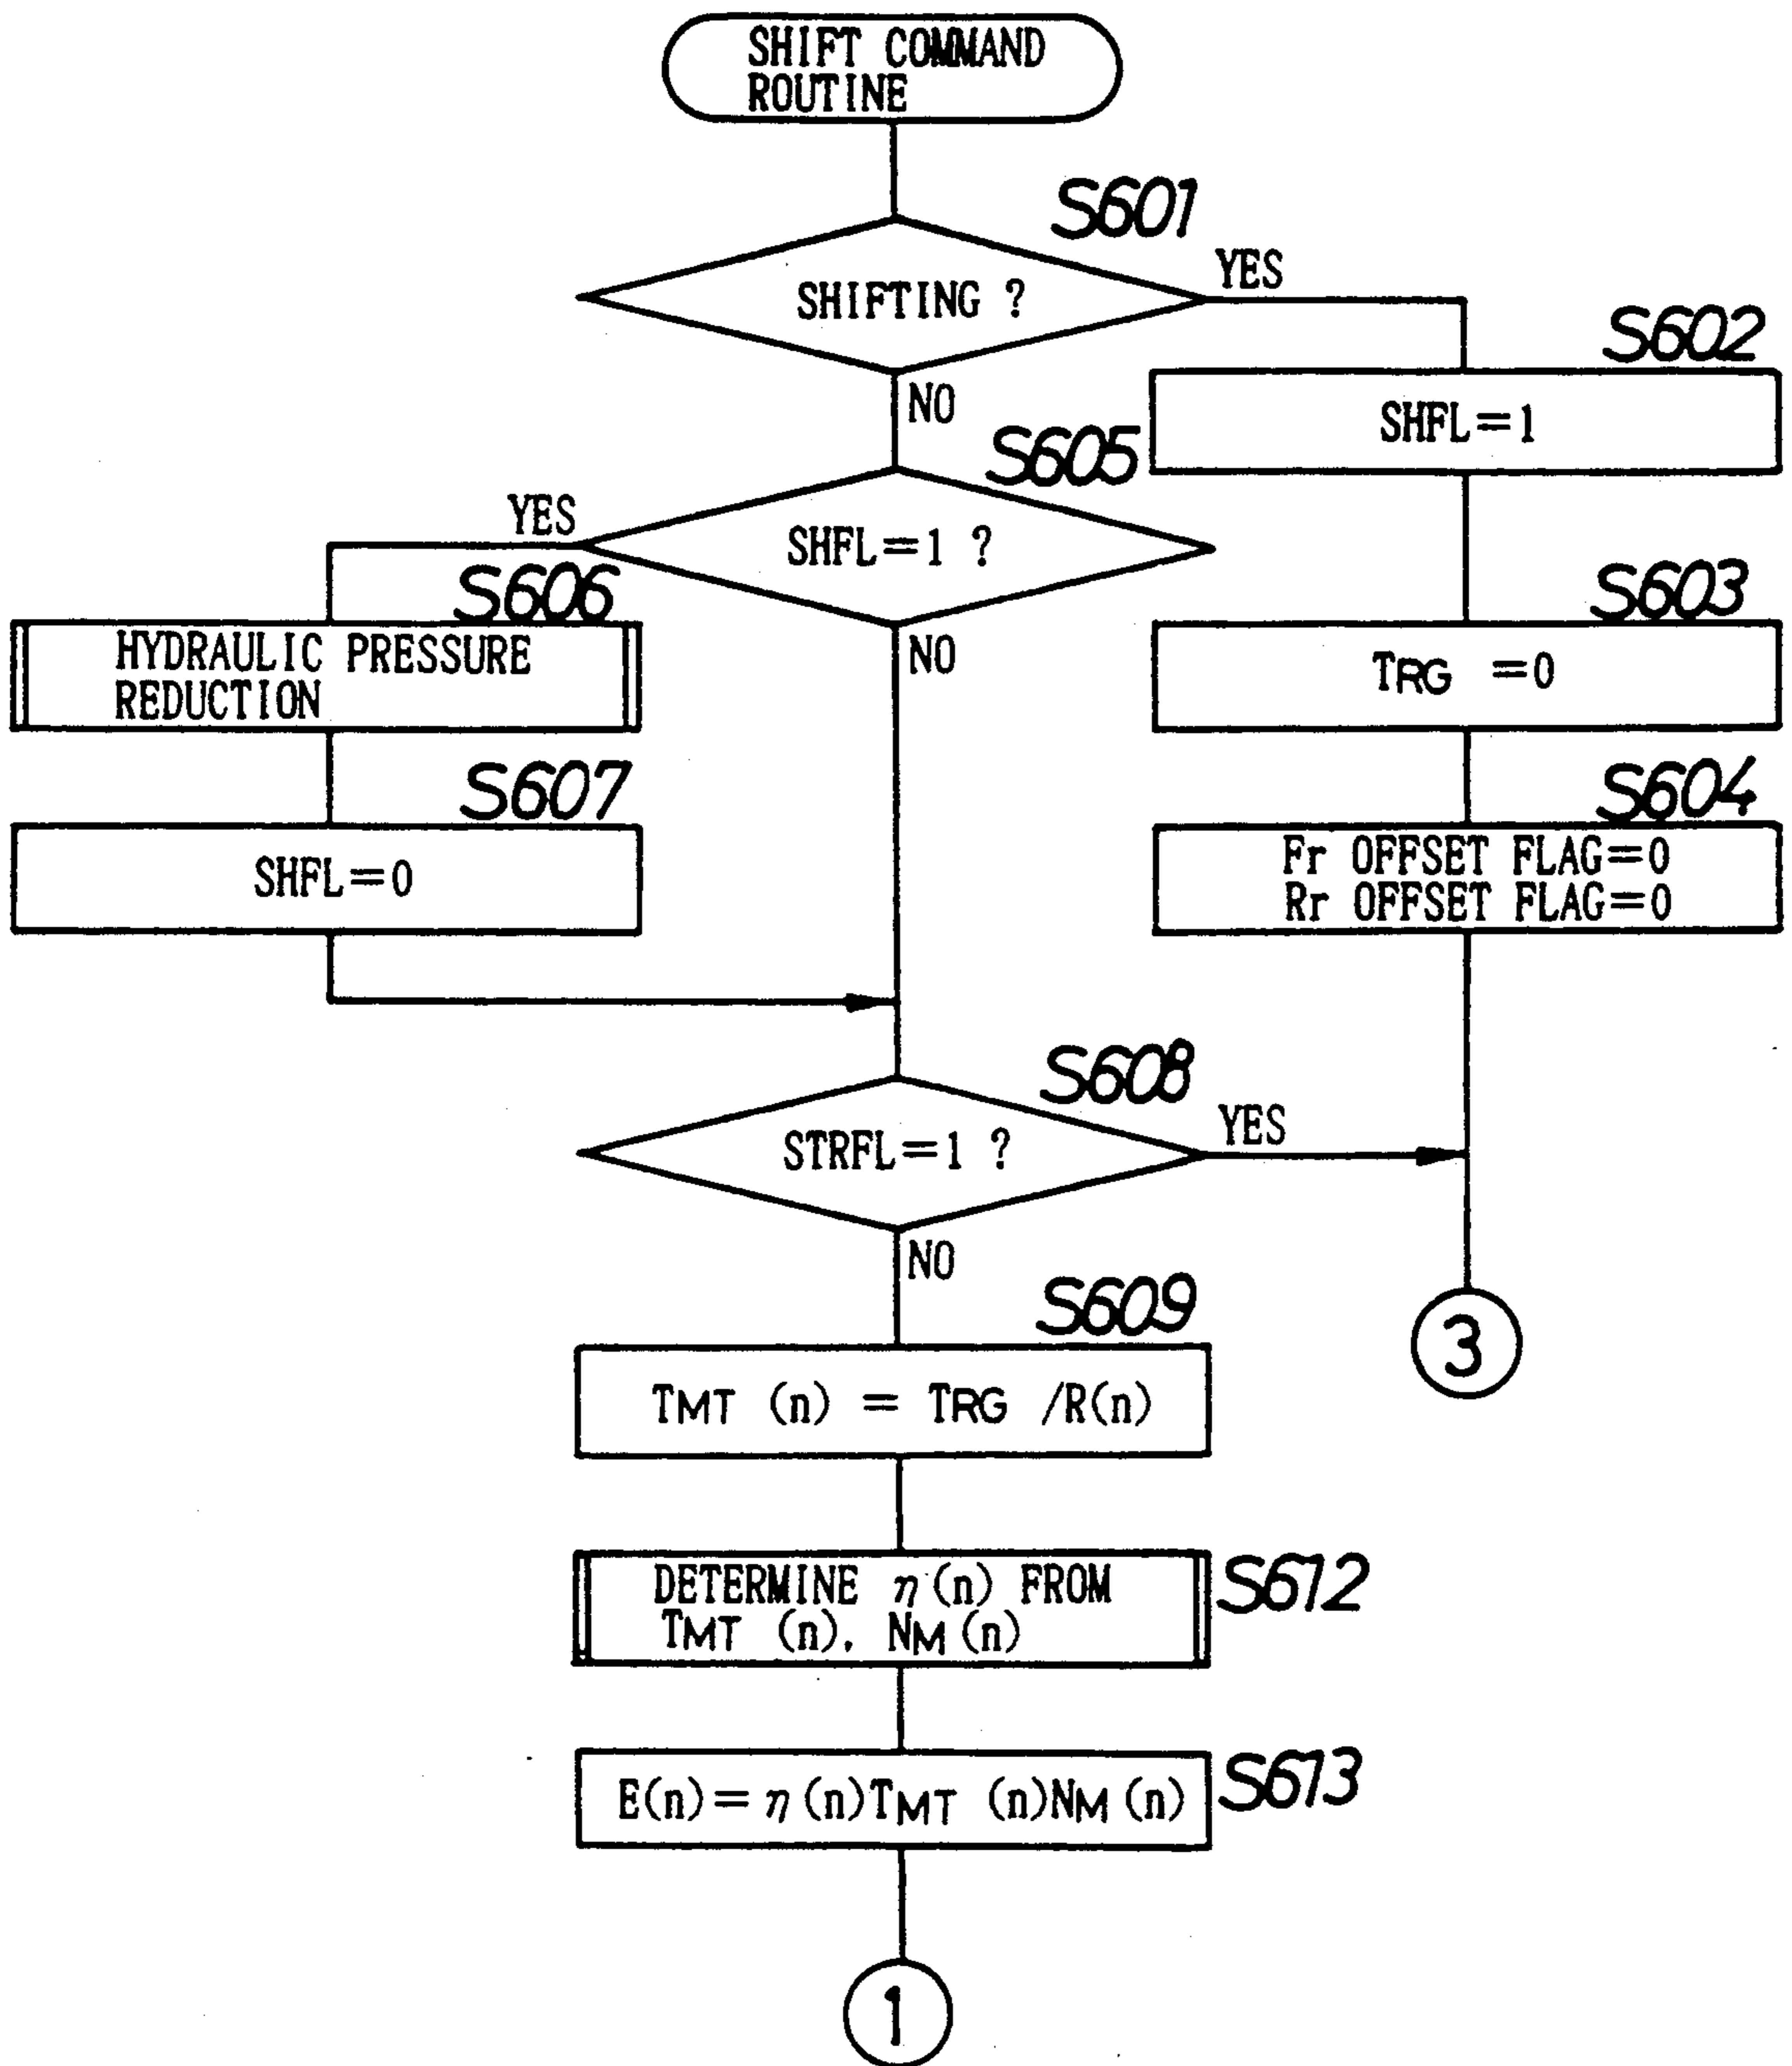 SHIFT COMMAND
ROUTINE
S601
SHIFTING ?
YES
NO
S602
SHFL=1
S605
SHFL=1 ?
YES
NO
S603
TRG =0
S606
HYDRAULIC PRESSURE
REDUCTION
S604
Fr OFFSET FLAG=0
Rr OFFSET FLAG=0
S607
SHFL=0
S608
STRFL=1 ?
YES
NO
3
S609
TMT (n) = TRG /R(n)
S612
DETERMINE η(n) FROM
TMT (n), NM(n)
S613
E(n)=η(n)TMT (n)NM(n)
1